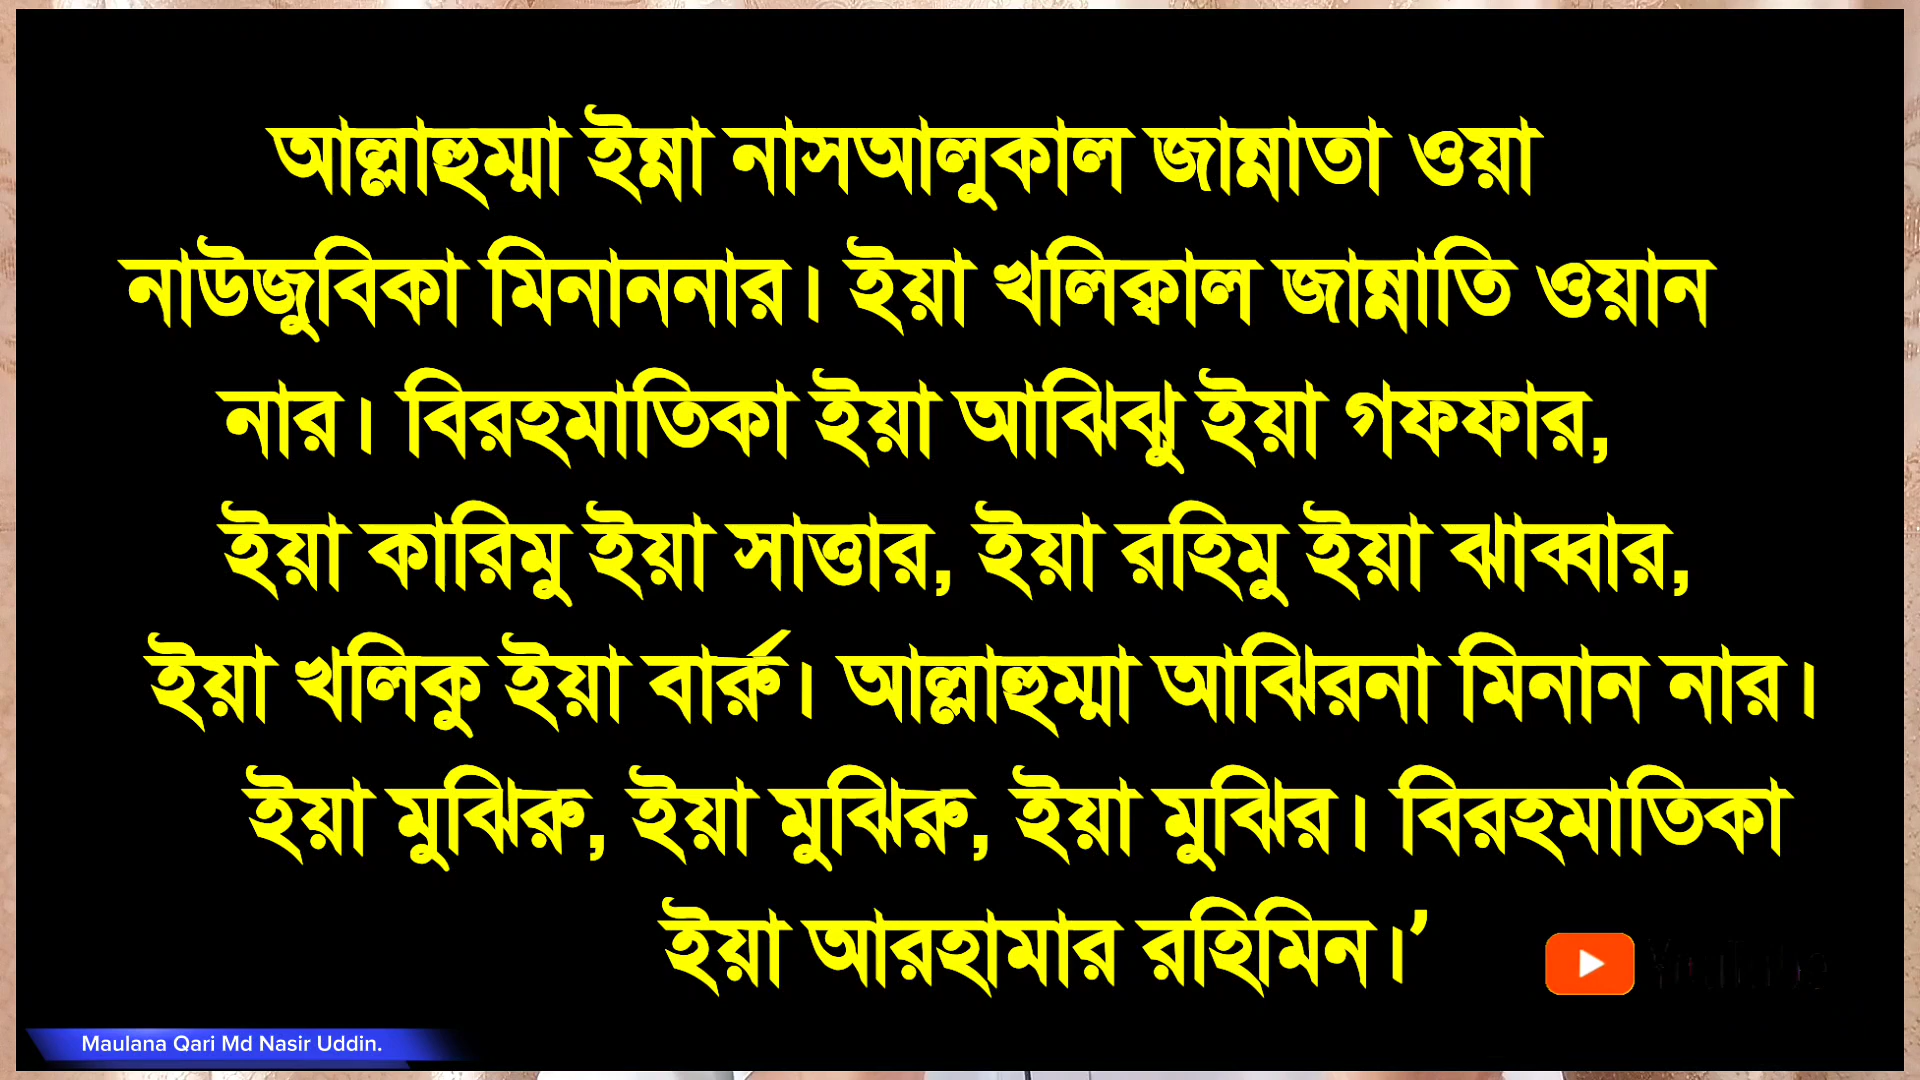 আল্লাহুম্মা ইন্না নাসআলুকাল জান্নাতা ওয়া
নাউজুবিকা মিনাননার। ইয়া খলিক্বাল জান্নাতি ওয়ান
নার। বিরহমাতিকা ইয়া আঝিঝু ইয়া গফফার,
ইয়া কারিমু ইয়া সাত্তার, ইয়া রহিমু ইয়া ঝাব্বার,
ইয়া খলিকু ইয়া বার্রু। আল্লাহুম্মা আঝিরনা মিনান নার।
ইয়া মুঝিরু, ইয়া মুঝিরু, ইয়া মুঝির। বিরহমাতিকা
ইয়া আরহামার রহিমিন।’
YouTube
Maulana Qari Md Nasir Uddin.